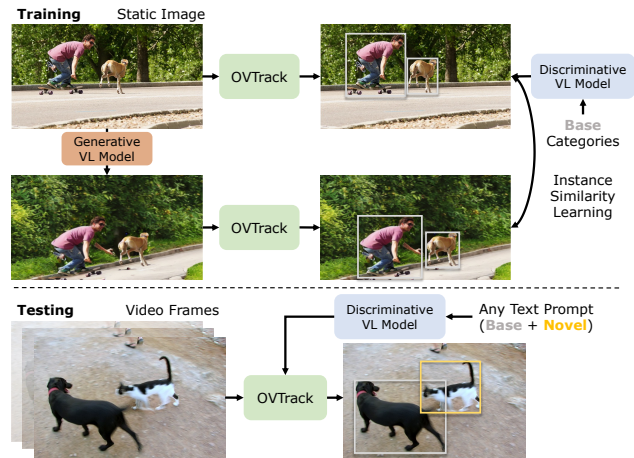 Training Static Image
OVTrack
Discriminative
VL Model
Base
Categories
Generative
VL Model
OVTrack
Instance
Similarity
Learning
Testing Video Frames
Discriminative
VL Model
Any Text Prompt
(Base + Novel)
OVTrack